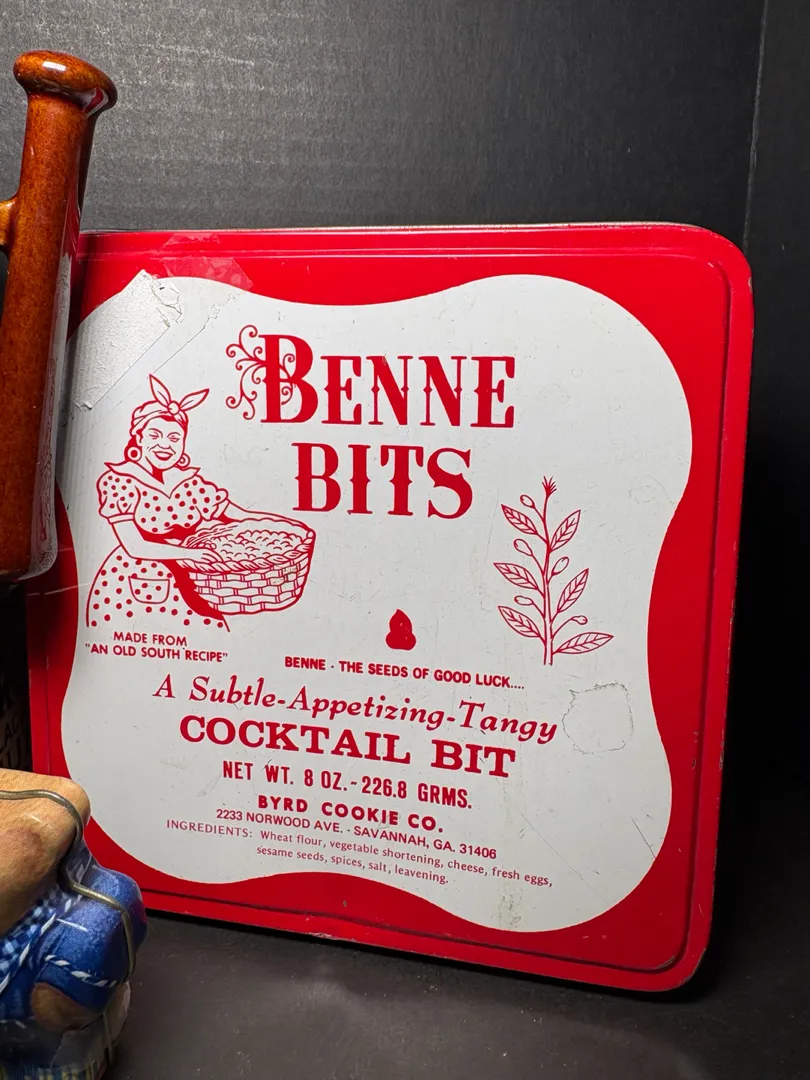 BENNE
BITS
MADE FROM
"AN OLD SOUTH RECIPE"
BENNE - THE SEEDS OF GOOD LUCK....
A Subtle-Appetizing-Tangy
COCKTAIL BIT
NET WT. 8 OZ.-226.8 GRMS.
BYRD COOKIE CO.
2233 NORWOOD AVE. - SAVANNAH, GA. 31406
INGREDIENTS: Wheat flour, vegetable shortening, cheese, fresh eggs,
sesame seeds, spices, salt, leavening.